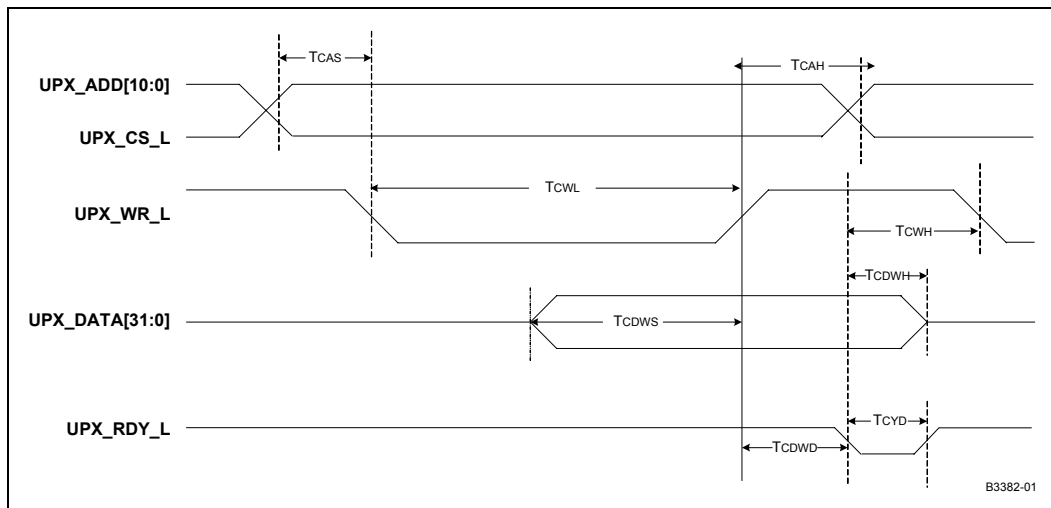 TCAS
TCAH
UPX_ADD[10:0]
UPX_CS_L
TCWL
UPX_WR_L
TCWH
TCDWH
UPX_DATA[31:0]
TCDWS
UPX_RDY_L
TCYD
TCDWD
B3382-01